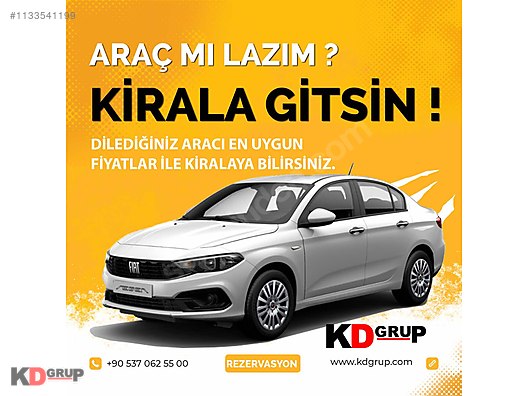 #1133541199
ARAÇ MI LAZIM ?
KİRALA GİTSİN !
DİLEDİĞİNİZ ARACI EN UYGUN
FİYATLAR İLE KİRALAYA BİLİRSİNİZ.
FIAT
KD GRUP
+90 537 062 55 00
REZERVASYON
www.kdgrup.com
KD GRUP